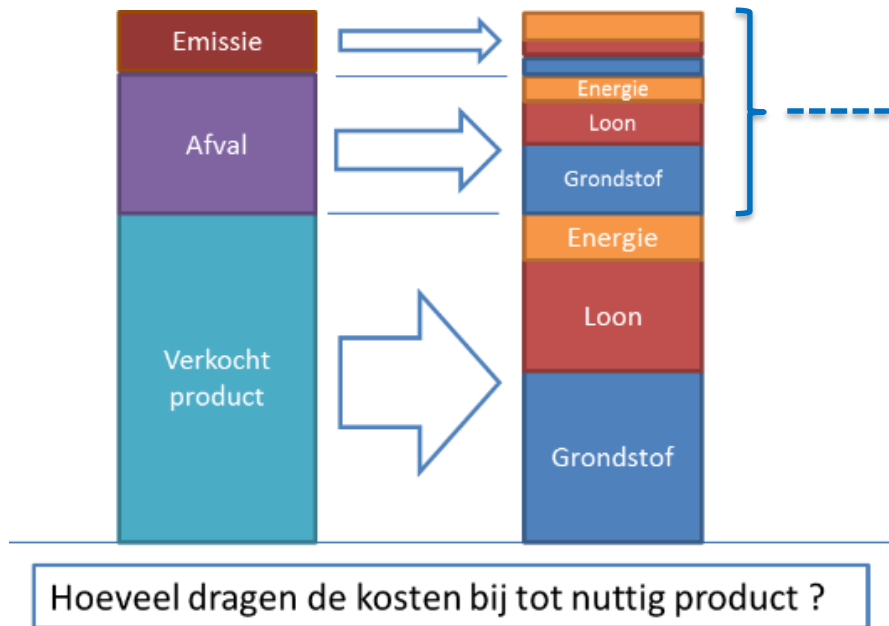 Emissie
Afval
Verkocht
product
Energie
Loon
Grondstof
Energie
Loon
Grondstof
Hoeveel dragen de kosten bij tot nuttig product ?